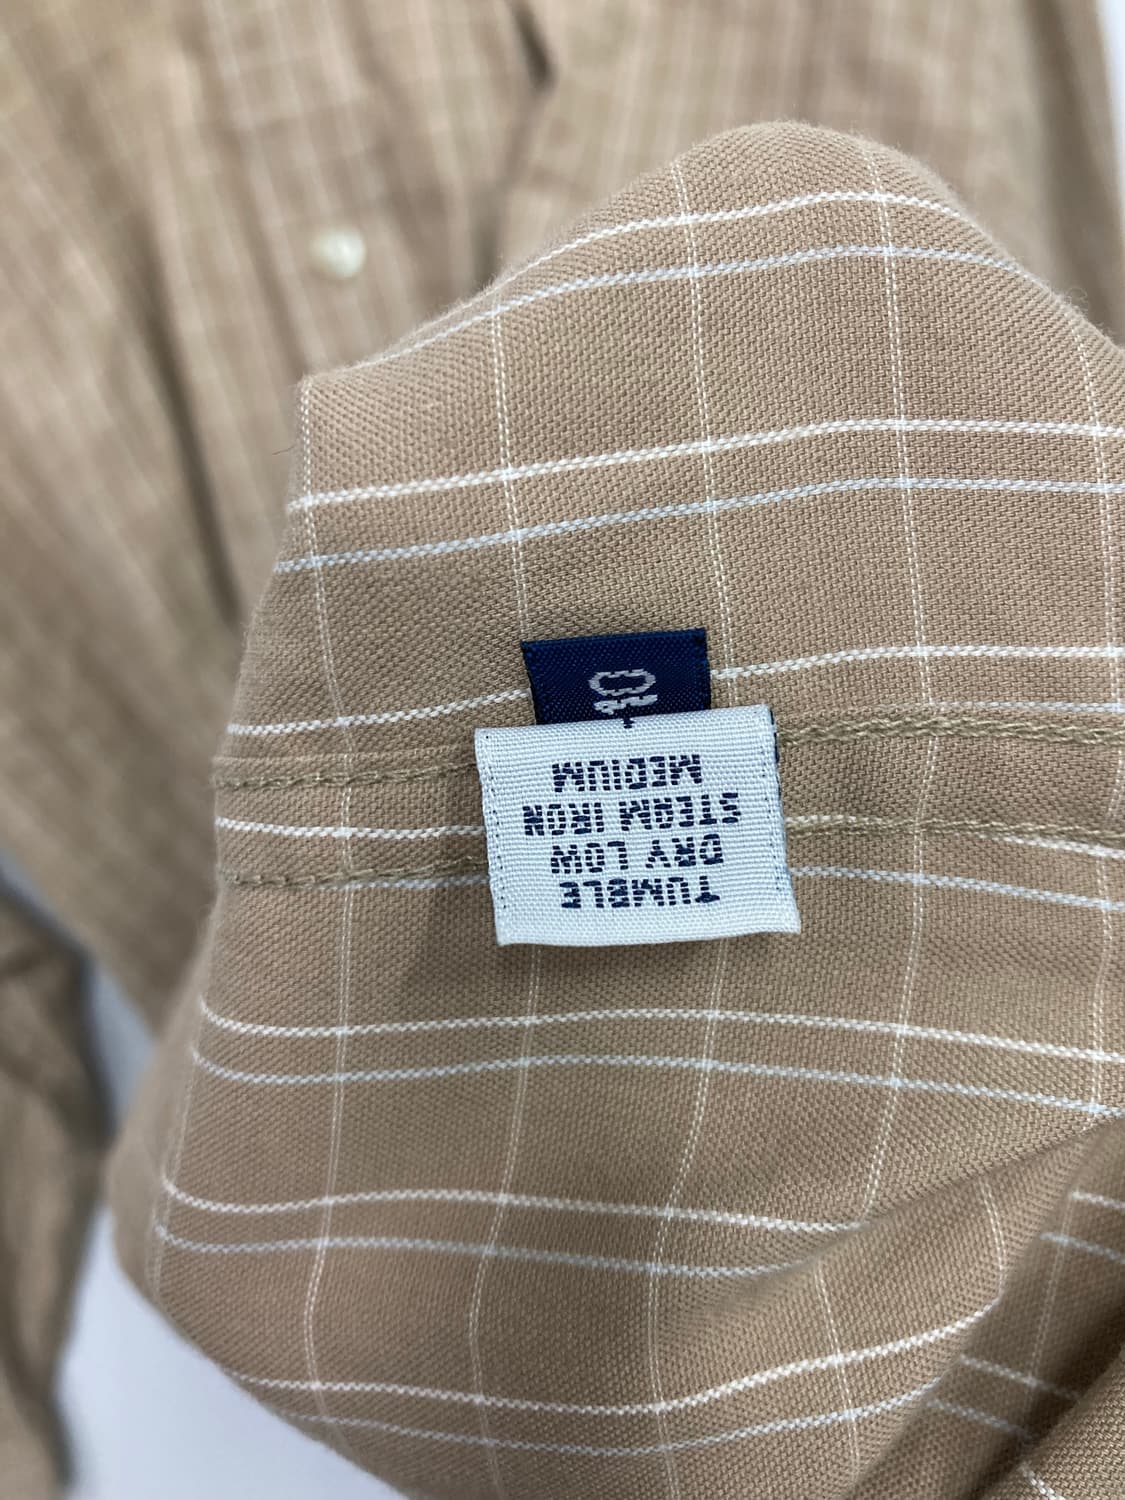 TUMBLE
DRY LOW
STEAM IRON
MEDIUM